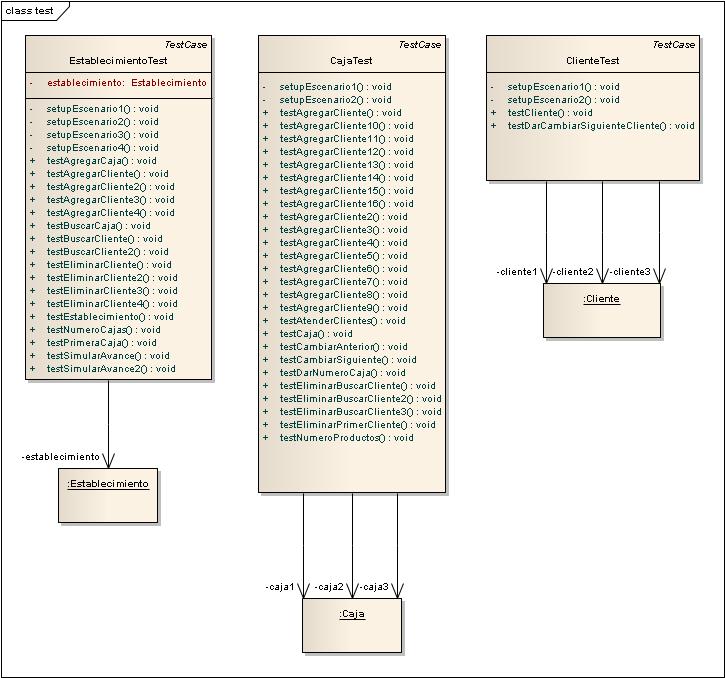 class test
TestCase
EstablecimientoTest
- establecimiento: Establecimiento
- setupEscenario1() : void
- setupEscenario2() : void
- setupEscenario3() : void
- setupEscenario4() : void
+ testAgregarCaja() : void
+ testAgregarCliente() : void
+ testAgregarCliente2() : void
+ testAgregarCliente3() : void
+ testAgregarCliente4() : void
+ testBuscarCaja() : void
+ testBuscarCliente() : void
+ testBuscarCliente2() : void
+ testEliminarCliente() : void
+ testEliminarCliente2() : void
+ testEliminarCliente3() : void
+ testEliminarCliente4() : void
+ testEstablecimiento() : void
+ testNumeroCajas() : void
+ testPrimeraCaja() : void
+ testSimularAvance() : void
+ testSimularAvance2() : void
-establecimiento
:Establecimiento
TestCase
CajaTest
- setupEscenario1() : void
- setupEscenario2() : void
+ testAgregarCliente() : void
+ testAgregarCliente10() : void
+ testAgregarCliente11() : void
+ testAgregarCliente12() : void
+ testAgregarCliente13() : void
+ testAgregarCliente14() : void
+ testAgregarCliente15() : void
+ testAgregarCliente16() : void
+ testAgregarCliente2() : void
+ testAgregarCliente3() : void
+ testAgregarCliente4() : void
+ testAgregarCliente5() : void
+ testAgregarCliente6() : void
+ testAgregarCliente7() : void
+ testAgregarCliente8() : void
+ testAgregarCliente9() : void
+ testAtenderClientes() : void
+ testCaja() : void
+ testCambiarAnterior() : void
+ testCambiarSiguiente() : void
+ testDarNumeroCaja() : void
+ testEliminarBuscarCliente() : void
+ testEliminarBuscarCliente2() : void
+ testEliminarBuscarCliente3() : void
+ testEliminarPrimerCliente() : void
+ testNumeroProductos() : void
-caja1 -caja2 -caja3
:Caja
TestCase
ClienteTest
- setupEscenario1() : void
- setupEscenario2() : void
+ testCliente() : void
+ testDarCambiarSiguienteCliente() : void
-cliente1 -cliente2 -cliente3
:Cliente